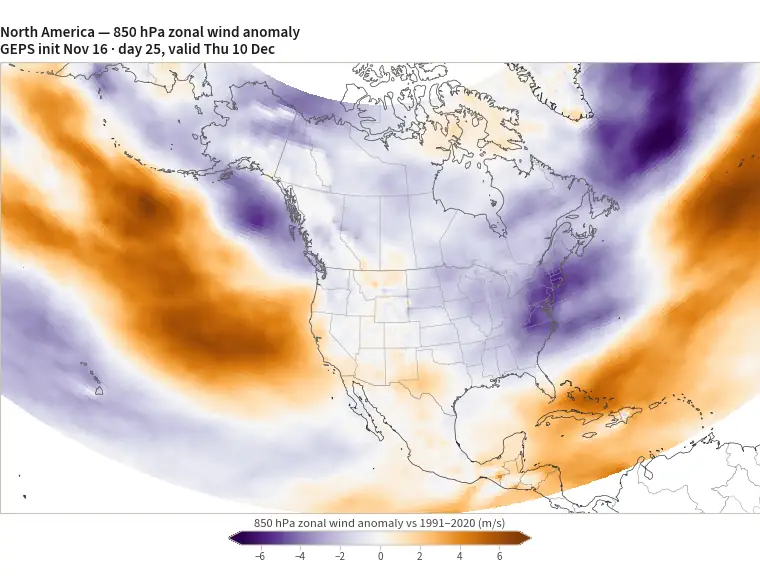 North America — 850 hPa zonal wind anomaly
GEPS init Nov 16 · day 25, valid Thu 10 Dec
850 hPa zonal wind anomaly vs 1991–2020 (m/s)
−6 −4 −2 0 2 4 6